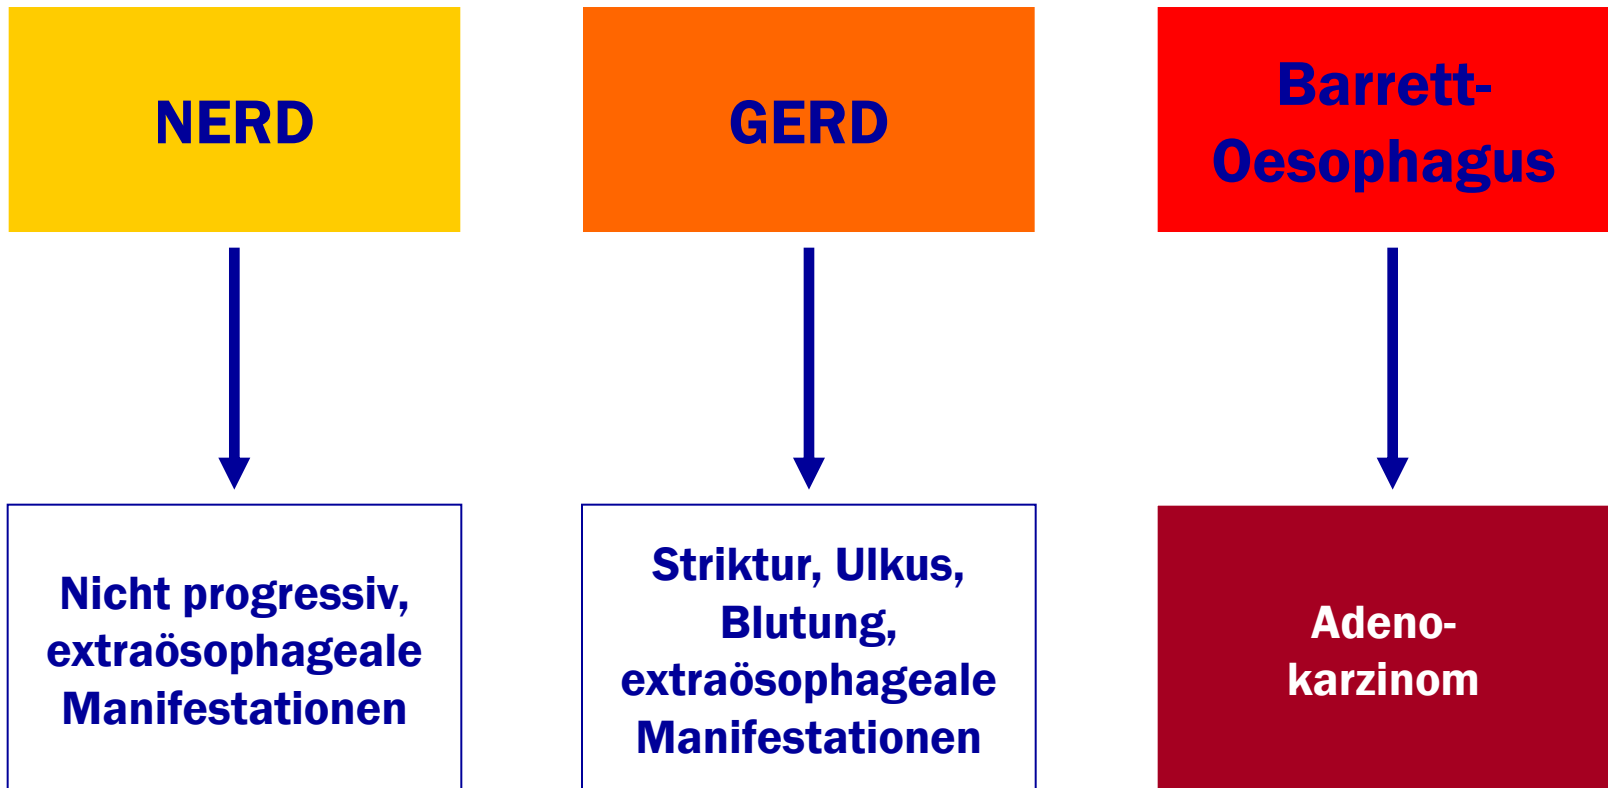 NERD
GERD
Barrett-
Oesophagus
Nicht progressiv,
extraösophageale
Manifestationen
Striktur, Ulkus,
Blutung,
extraösophageale
Manifestationen
Adeno-
karzinom